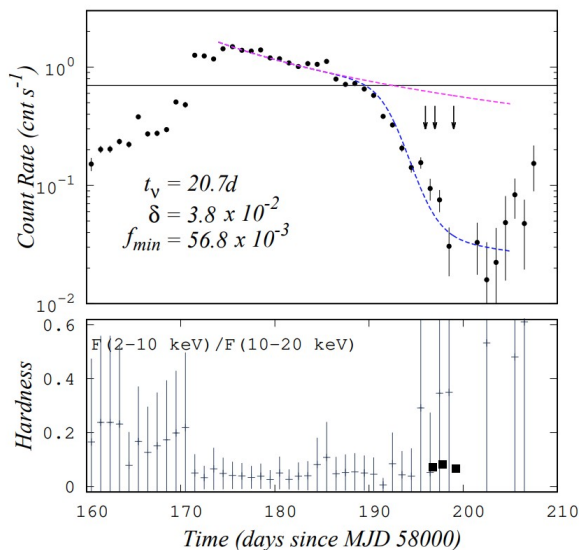 10⁰
10⁻¹
10⁻²
Count Rate (cnt s⁻¹)
tᵥ = 20.7d
δ = 3.8 x 10⁻²
f_min = 56.8 x 10⁻³
0.6
0.4
0.2
0
Hardness
F(2-10 keV)/F(10-20 keV)
160 170 180 190 200 210
Time (days since MJD 58000)